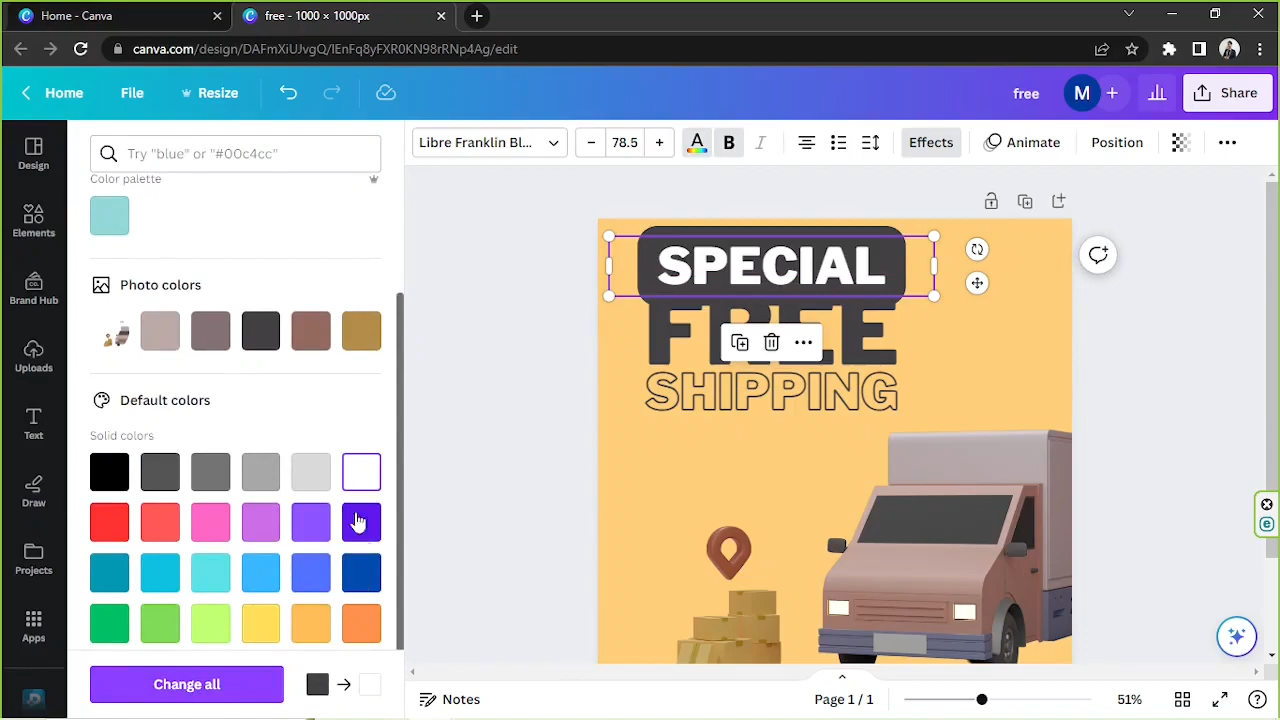 Home - Canva
free - 1000 × 1000px
canva.com/design/DAFmXiUJvgQ/IEnFq8yFXR0KN98rRNp4Ag/edit
Home
File
Resize
free
M
Share
Design
Elements
Brand Hub
Uploads
Text
Draw
Projects
Apps
Try "blue" or "#00c4cc"
Color palette
Photo colors
Default colors
Solid colors
Change all
Libre Franklin Bl...
78.5
A
B
I
Effects
Animate
Position
SPECIAL
FREE
SHIPPING
Notes
Page 1 / 1
51%